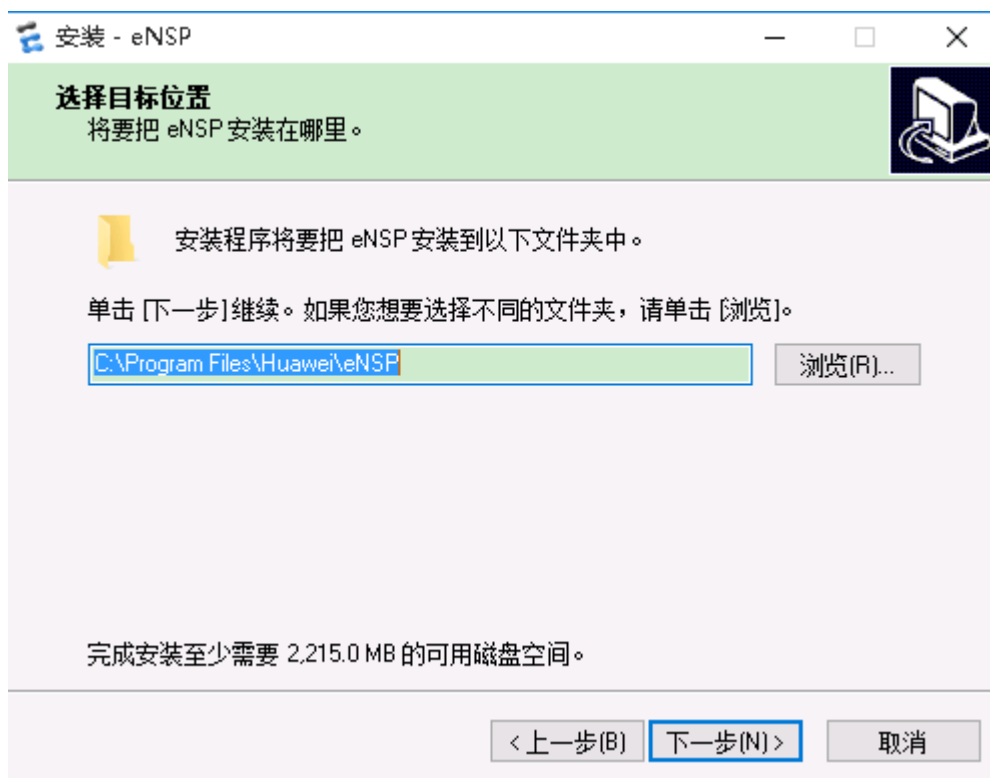 安装 - eNSP
选择目标位置
将要把 eNSP 安装在哪里。
安装程序将要把 eNSP 安装到以下文件夹中。
单击 [下一步] 继续。如果您想要选择不同的文件夹，请单击 [浏览]。
C:\Program Files\Huawei\eNSP
浏览(R)...
完成安装至少需要 2,215.0 MB 的可用磁盘空间。
< 上一步(B)
下一步(N) >
取消